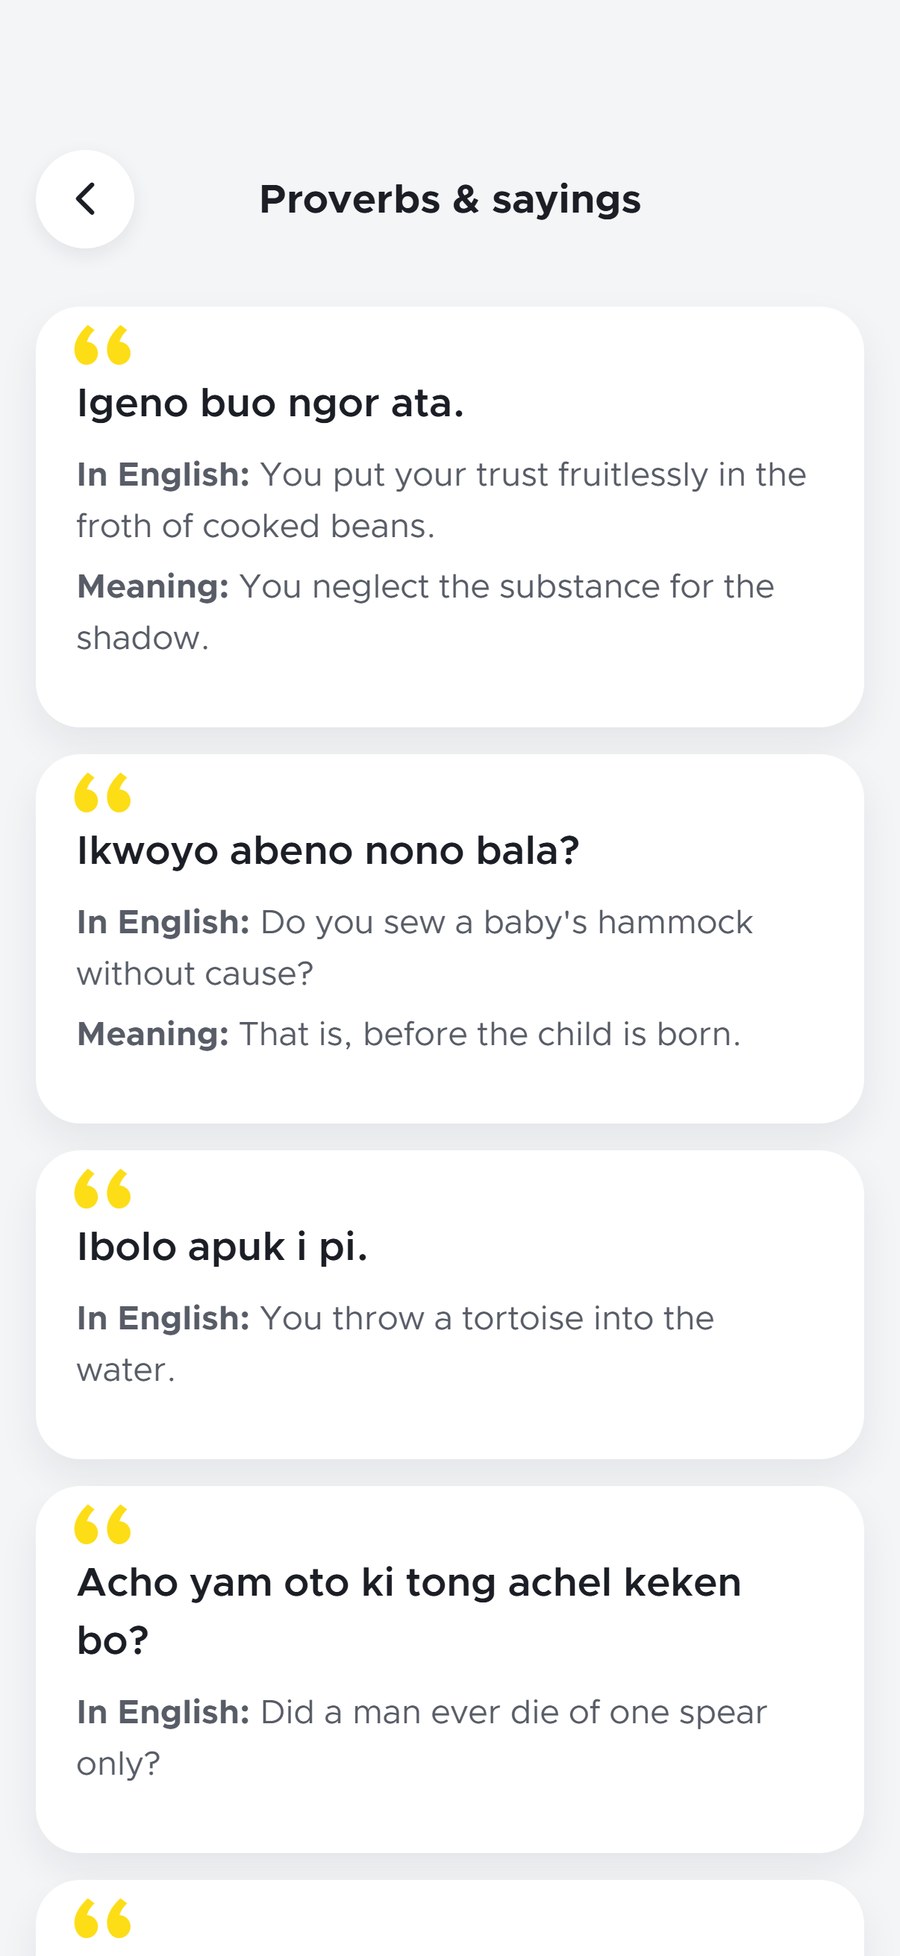 Proverbs & sayings
Igeno buo ngor ata.
In English: You put your trust fruitlessly in the
froth of cooked beans.
Meaning: You neglect the substance for the
shadow.
Ikwoyo abeno nono bala?
In English: Do you sew a baby's hammock
without cause?
Meaning: That is, before the child is born.
Ibolo apuk i pi.
In English: You throw a tortoise into the
water.
Acho yam oto ki tong achel keken
bo?
In English: Did a man ever die of one spear
only?